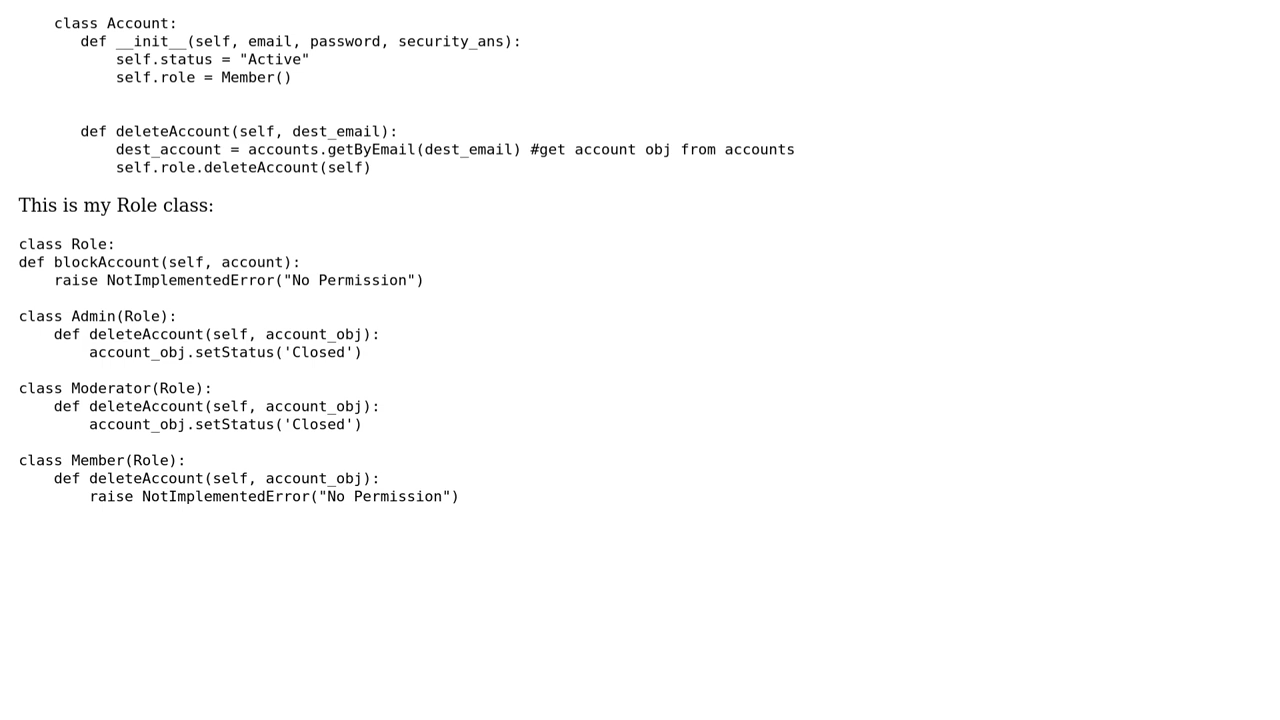 class Account:
def __init__(self, email, password, security_ans):
self.status = "Active"
self.role = Member()
def deleteAccount(self, dest_email):
dest_account = accounts.getByEmail(dest_email) #get account obj from accounts
self.role.deleteAccount(self)
This is my Role class:
class Role:
def blockAccount(self, account):
raise NotImplementedError("No Permission")
class Admin(Role):
def deleteAccount(self, account_obj):
account_obj.setStatus('Closed')
class Moderator(Role):
def deleteAccount(self, account_obj):
account_obj.setStatus('Closed')
class Member(Role):
def deleteAccount(self, account_obj):
raise NotImplementedError("No Permission")